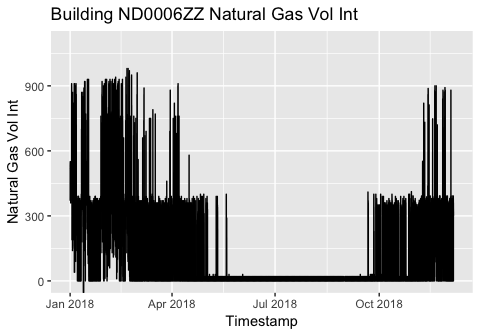 Building ND0006ZZ Natural Gas Vol Int
Natural Gas Vol Int
900
600
300
0
Jan 2018
Apr 2018
Jul 2018
Oct 2018
Timestamp